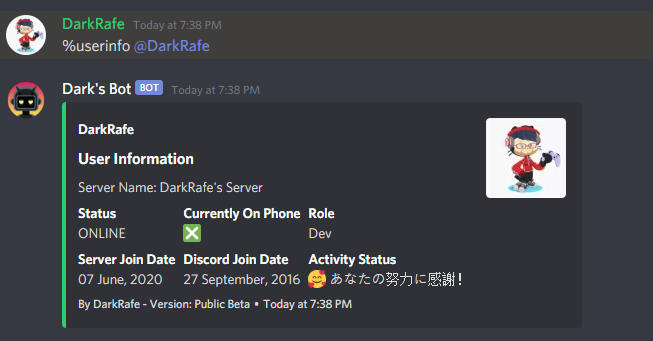 DarkRafe Today at 7:38 PM
%userinfo @DarkRafe
Dark's Bot BOT Today at 7:38 PM
DarkRafe
User Information
Server Name: DarkRafe's Server
Status Currently On Phone Role
ONLINE ❎ Dev
Server Join Date Discord Join Date Activity Status
07 June, 2020 27 September, 2016 🥰 あなたの努力に感謝!
By DarkRafe - Version: Public Beta • Today at 7:38 PM